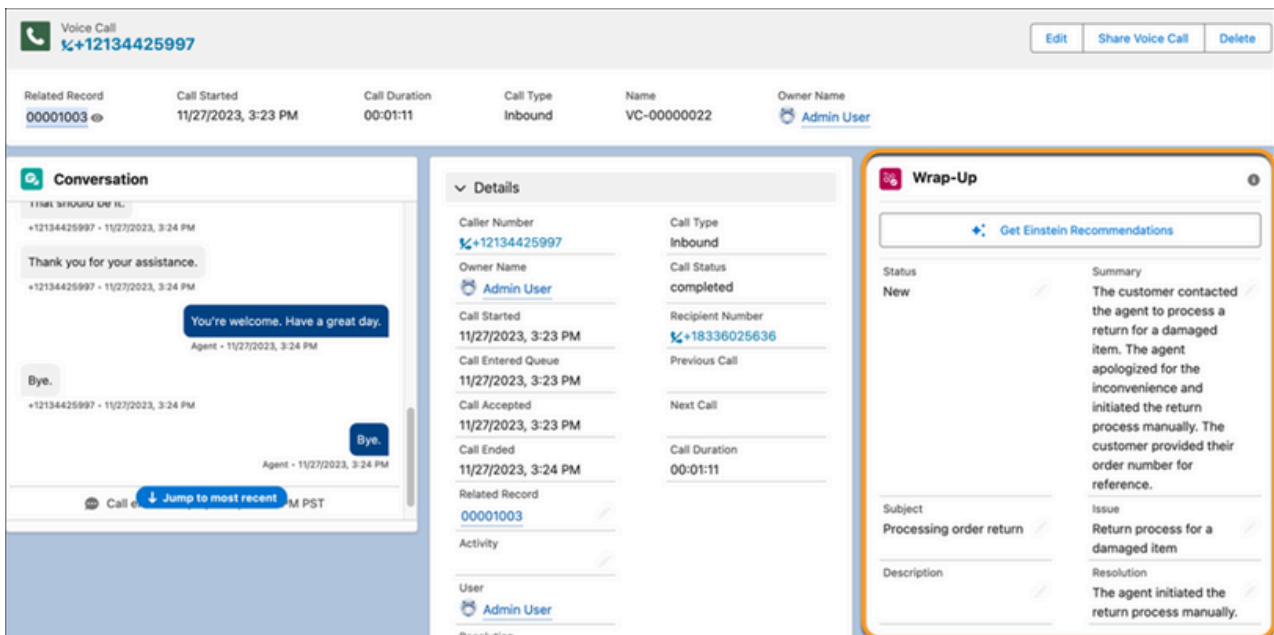 Voice Call
+12134425997
Edit
Share Voice Call
Delete
Related Record
Call Started
Call Duration
Call Type
Name
Owner Name
00001003
11/27/2023, 3:23 PM
00:01:11
Inbound
VC-00000022
Admin User
Conversation
That should be it.
+12134425997 • 11/27/2023, 3:24 PM
Thank you for your assistance.
+12134425997 • 11/27/2023, 3:24 PM
You're welcome. Have a great day.
Agent • 11/27/2023, 3:24 PM
Bye.
+12134425997 • 11/27/2023, 3:24 PM
Bye.
Agent • 11/27/2023, 3:24 PM
Call
Jump to most recent
M PST
Details
Caller Number
+12134425997
Call Type
Inbound
Owner Name
Admin User
Call Status
completed
Call Started
11/27/2023, 3:23 PM
Recipient Number
+18336025636
Call Entered Queue
11/27/2023, 3:23 PM
Previous Call
Call Accepted
11/27/2023, 3:23 PM
Next Call
Call Ended
11/27/2023, 3:24 PM
Call Duration
00:01:11
Related Record
00001003
Activity
User
Admin User
Wrap-Up
Get Einstein Recommendations
Status
New
Summary
The customer contacted
the agent to process a
return for a damaged
item. The agent
apologized for the
inconvenience and
initiated the return
process manually. The
customer provided their
order number for
reference.
Subject
Processing order return
Issue
Return process for a
damaged item
Description
Resolution
The agent initiated the
return process manually.